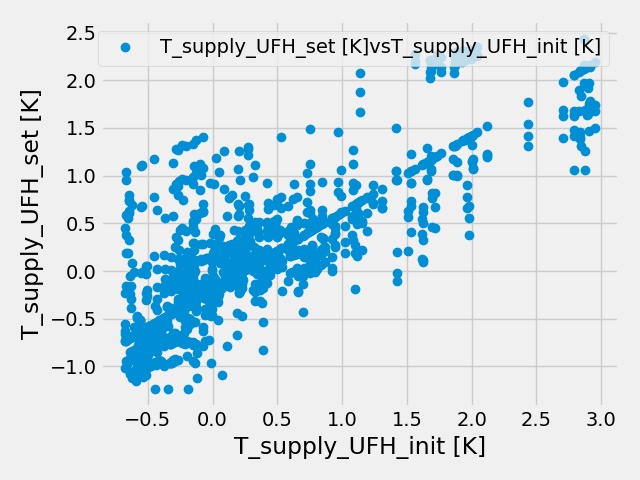 2.5
T_supply_UFH_set [K]vsT_supply_UFH_init [K]
2.0
1.5
1.0
0.5
0.0
−0.5
−1.0
T_supply_UFH_set [K]
−0.5 0.0 0.5 1.0 1.5 2.0 2.5 3.0
T_supply_UFH_init [K]